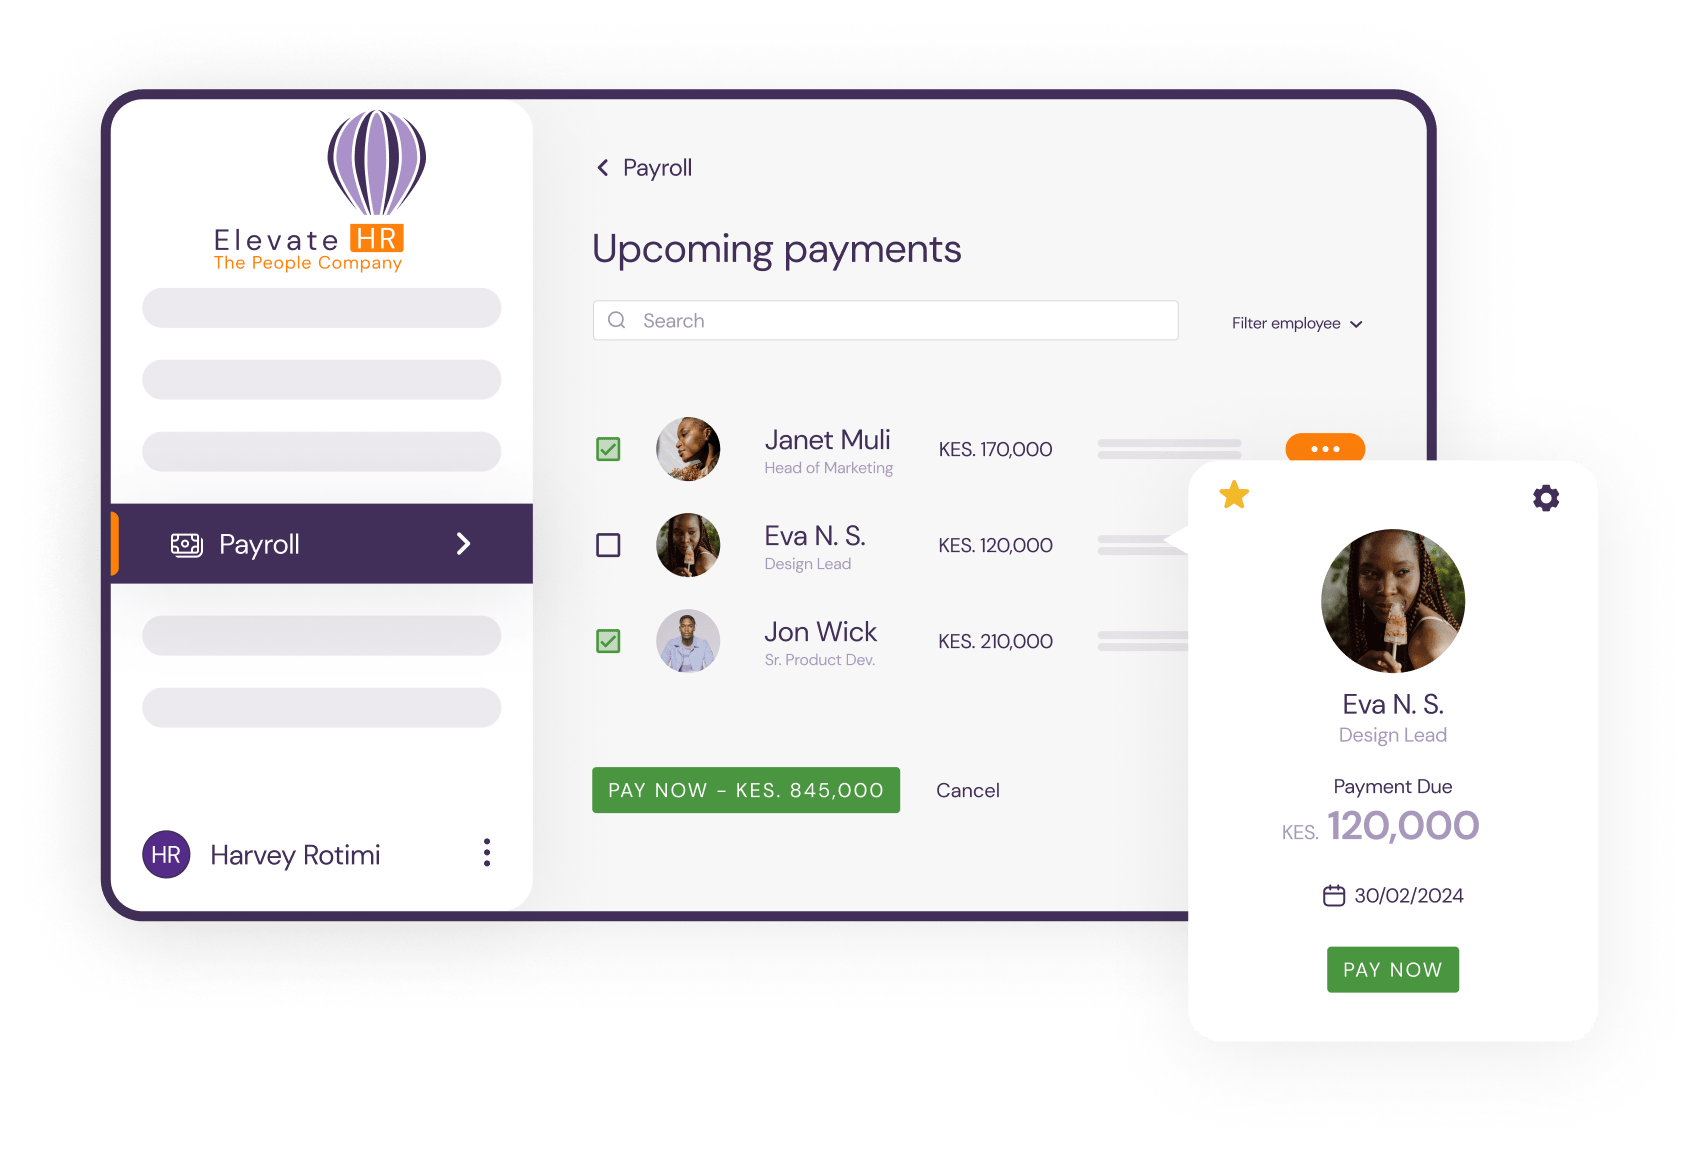 Elevate HR
The People Company
Payroll
HR Harvey Rotimi
Payroll
Upcoming payments
Search
Filter employee
Janet Muli
Head of Marketing
KES. 170,000
Eva N. S.
Design Lead
KES. 120,000
Jon Wick
Sr. Product Dev.
KES. 210,000
PAY NOW - KES. 845,000
Cancel
Eva N. S.
Design Lead
Payment Due
KES. 120,000
30/02/2024
PAY NOW